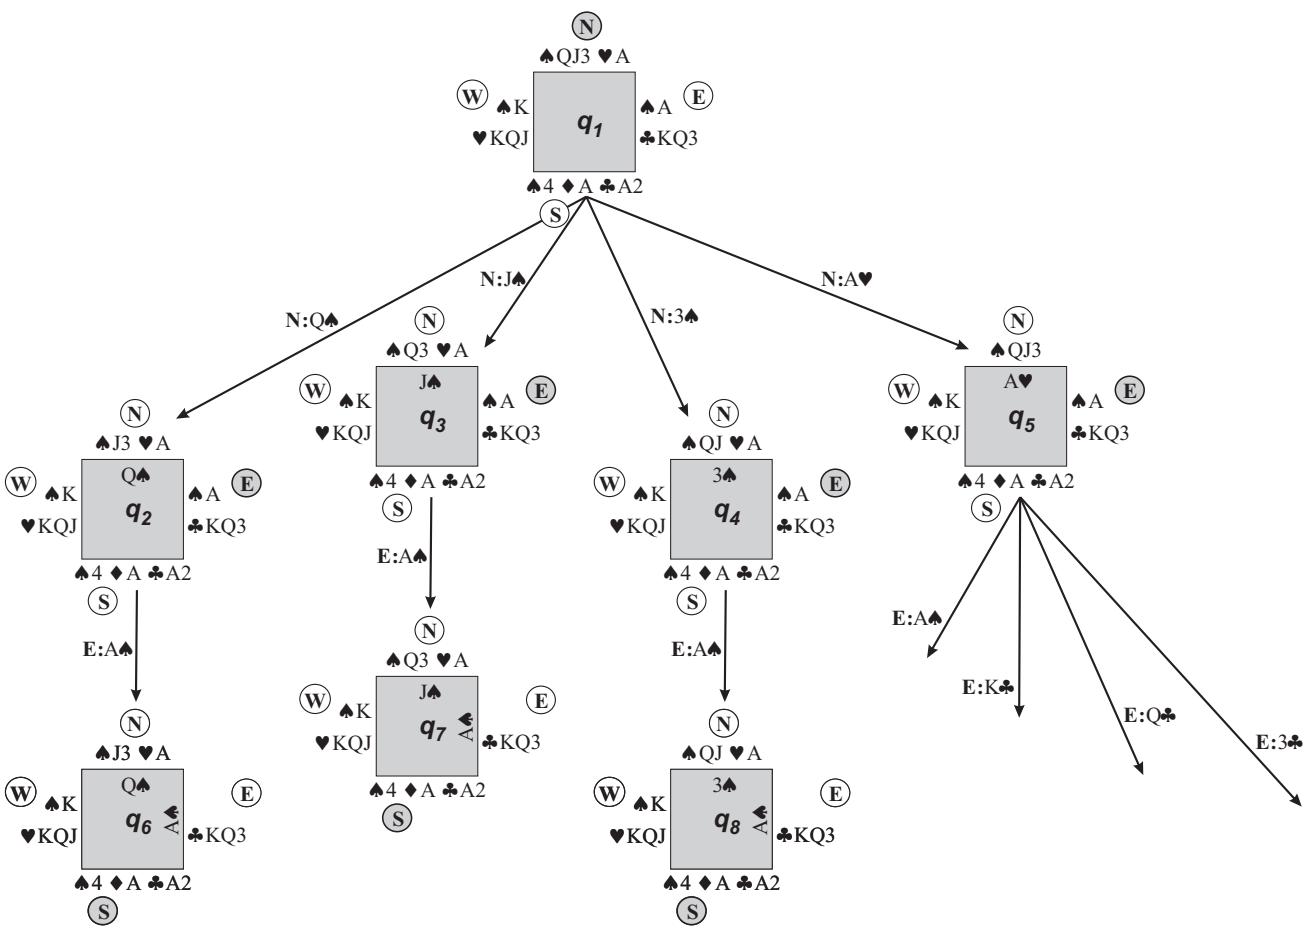 N
♠QJ3 ♥A
W
E
♠K
♠A
q1
♥KQJ
♣KQ3
♠4 ♦A ♣A2
S
N:Q♠
N:J♠
N:3♠
N:A♥
N
♠J3 ♥A
Q♠
W
E
♠K
♠A
q2
♥KQJ
♣KQ3
♠4 ♦A ♣A2
S
N
♠Q3 ♥A
J♠
W
E
♠K
♠A
q3
♥KQJ
♣KQ3
♠4 ♦A ♣A2
S
N
♠QJ ♥A
3♠
W
E
♠K
♠A
q4
♥KQJ
♣KQ3
♠4 ♦A ♣A2
S
N
♠QJ3
A♥
W
E
♠K
♠A
q5
♥KQJ
♣KQ3
♠4 ♦A ♣A2
S
E:A♠
E:A♠
E:A♠
E:A♠
E:K♣
E:Q♣
E:3♣
N
♠J3 ♥A
Q♠
W
E
♠K
A♠
q6
♥KQJ
♣KQ3
♠4 ♦A ♣A2
S
N
♠Q3 ♥A
J♠
W
E
♠K
A♠
q7
♥KQJ
♣KQ3
♠4 ♦A ♣A2
S
N
♠QJ ♥A
3♠
W
E
♠K
A♠
q8
♥KQJ
♣KQ3
♠4 ♦A ♣A2
S